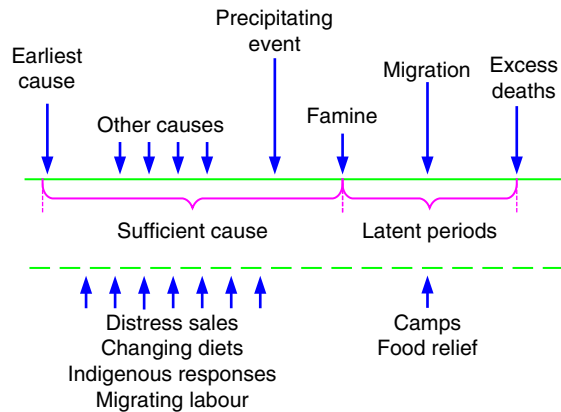 Precipitating
event
Earliest
cause
Other causes
Famine
Migration
Excess
deaths
Sufficient cause
Latent periods
Distress sales
Changing diets
Indigenous responses
Migrating labour
Camps
Food relief